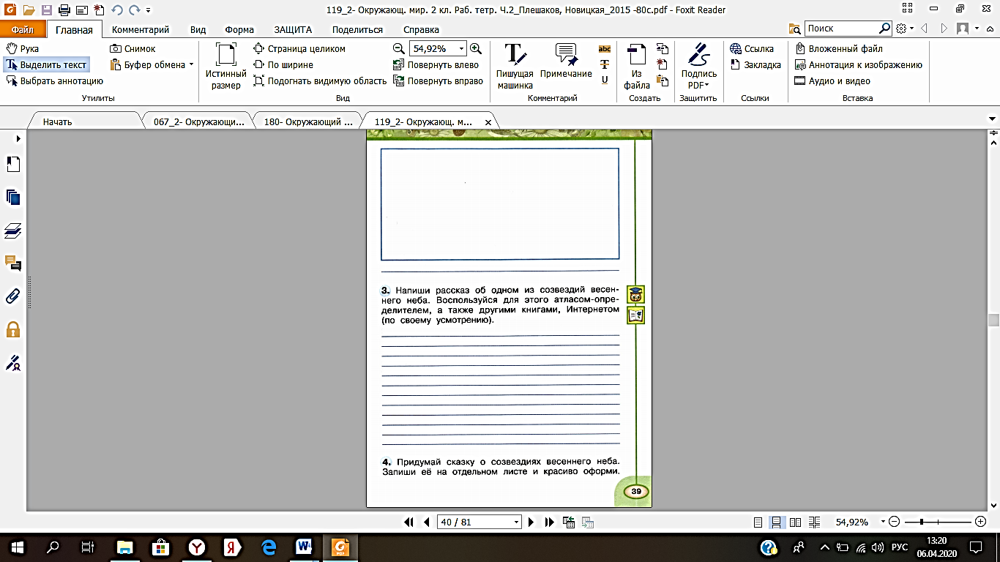 119_2- Окружающ. мир. 2 кл. Раб. тетр. Ч.2_Плешаков, Новицкая_2015 -80c.pdf - Foxit Reader
Файл Главная Комментарий Вид Форма ЗАЩИТА Поделиться Справка Поиск
Рука Снимок Страница целиком 54,92% Ссылка Вложенный файл
Выделить текст Буфер обмена По ширине Повернуть влево Закладка Аннотация к изображению
Выбрать аннотацию Подогнать видимую область Повернуть вправо Аудио и видео
Истинный размер Пишущая машинка Примечание Из файла Подпись PDF
Утилиты Вид Комментарий Создать Защитить Ссылки Вставка
Начать 067_2- Окружающи... 180- Окружающий ... 119_2- Окружающ. м...
3. Напиши рассказ об одном из созвездий весен-
него неба. Воспользуйся для этого атласом-опре-
делителем, а также другими книгами, Интернетом
(по своему усмотрению).
4. Придумай сказку о созвездиях весеннего неба.
Запиши её на отдельном листе и красиво оформи.
39
40 / 81 54,92%
РУС 13:20
06.04.2020